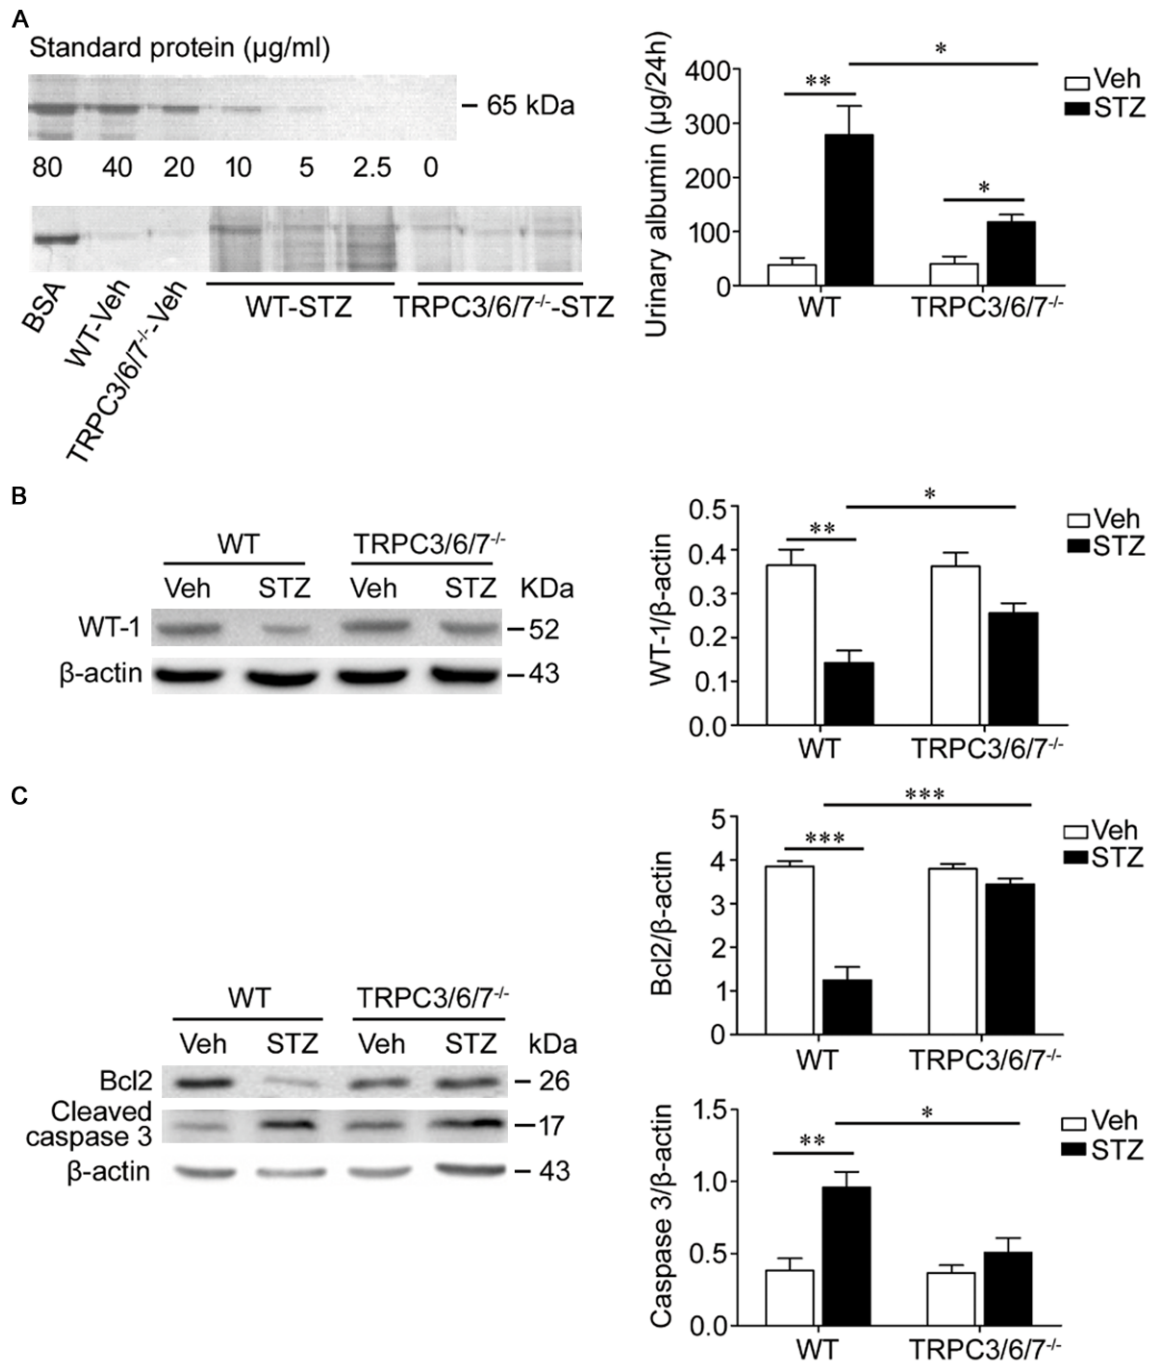 A
Standard protein (µg/ml)
– 65 kDa
80 40 20 10 5 2.5 0
BSA
WT-Veh
TRPC3/6/7-/--Veh
WT-STZ
TRPC3/6/7-/--STZ
Urinary albumin (µg/24h)
400
300
200
100
0
**
*
*
Veh
STZ
WT
TRPC3/6/7-/-
B
WT TRPC3/6/7-/-
Veh STZ Veh STZ KDa
WT-1 – 52
β-actin – 43
WT-1/β-actin
0.5
0.4
0.3
0.2
0.1
0.0
**
*
Veh
STZ
WT
TRPC3/6/7-/-
C
WT TRPC3/6/7-/-
Veh STZ Veh STZ kDa
Bcl2 – 26
Cleaved
caspase 3 – 17
β-actin – 43
Bcl2/β-actin
5
4
3
2
1
0
***
***
Veh
STZ
WT
TRPC3/6/7-/-
Caspase 3/β-actin
1.5
1.0
0.5
0.0
**
*
Veh
STZ
WT
TRPC3/6/7-/-